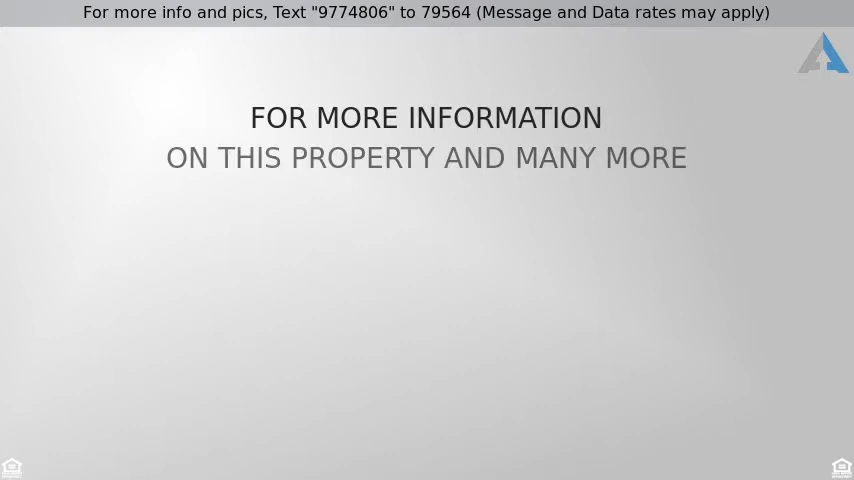 For more info and pics, Text "9774806" to 79564 (Message and Data rates may apply)
FOR MORE INFORMATION
ON THIS PROPERTY AND MANY MORE